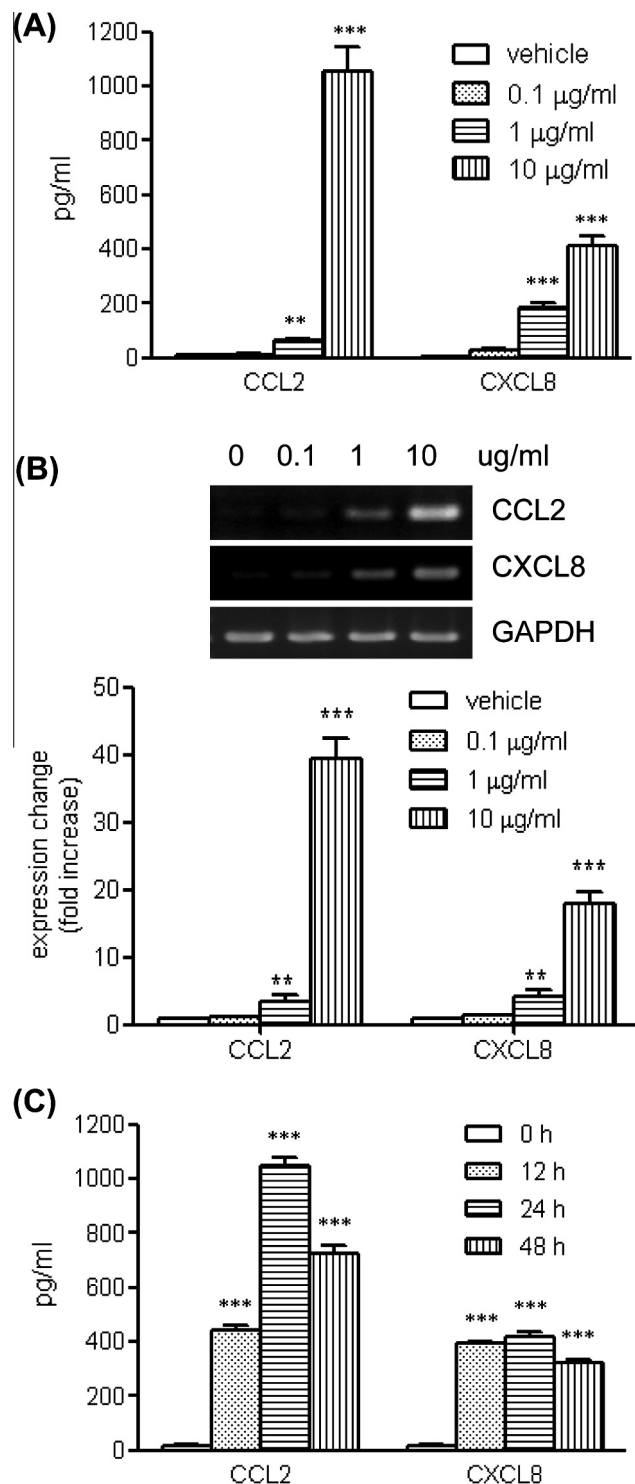 (A)
1200
1000
800
600
400
200
0
pg/ml
vehicle
0.1 µg/ml
1 µg/ml
10 µg/ml
**
***
***
***
CCL2 CXCL8
(B)
0 0.1 1 10 ug/ml
CCL2
CXCL8
GAPDH
50
40
30
20
10
0
expression change
(fold increase)
vehicle
0.1 µg/ml
1 µg/ml
10 µg/ml
**
***
**
***
CCL2 CXCL8
(C)
1200
1000
800
600
400
200
0
pg/ml
0 h
12 h
24 h
48 h
***
***
***
***
***
***
CCL2 CXCL8